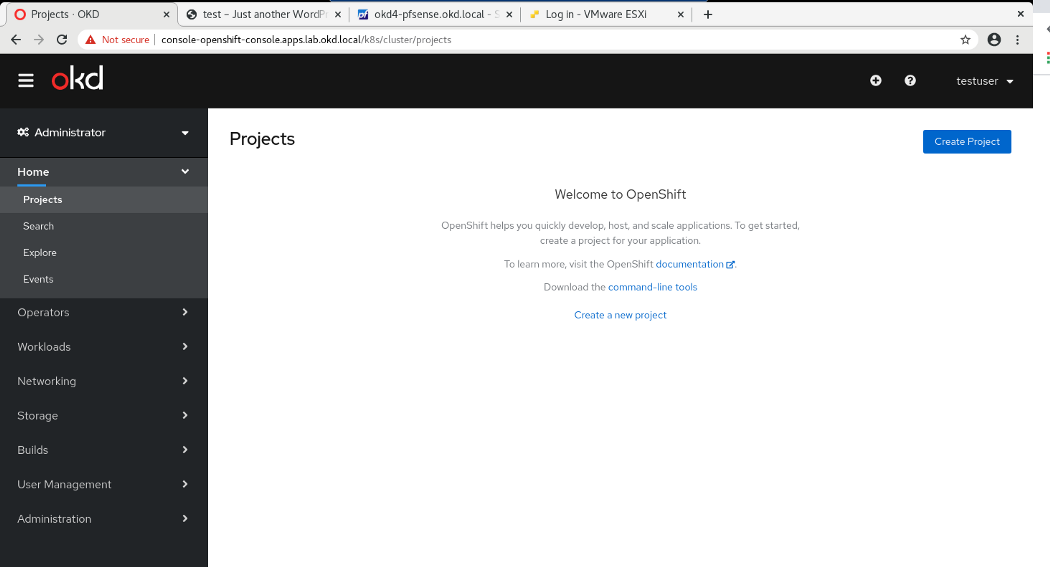 Projects · OKD
test – Just another WordPr
okd4-pfsense.okd.local - S
Log in - VMware ESXi
Not secure | console-openshift-console.apps.lab.okd.local/k8s/cluster/projects
okd
testuser
Administrator
Home
Projects
Search
Explore
Events
Operators
Workloads
Networking
Storage
Builds
User Management
Administration
Projects
Create Project
Welcome to OpenShift
OpenShift helps you quickly develop, host, and scale applications. To get started,
create a project for your application.
To learn more, visit the OpenShift documentation.
Download the command-line tools
Create a new project